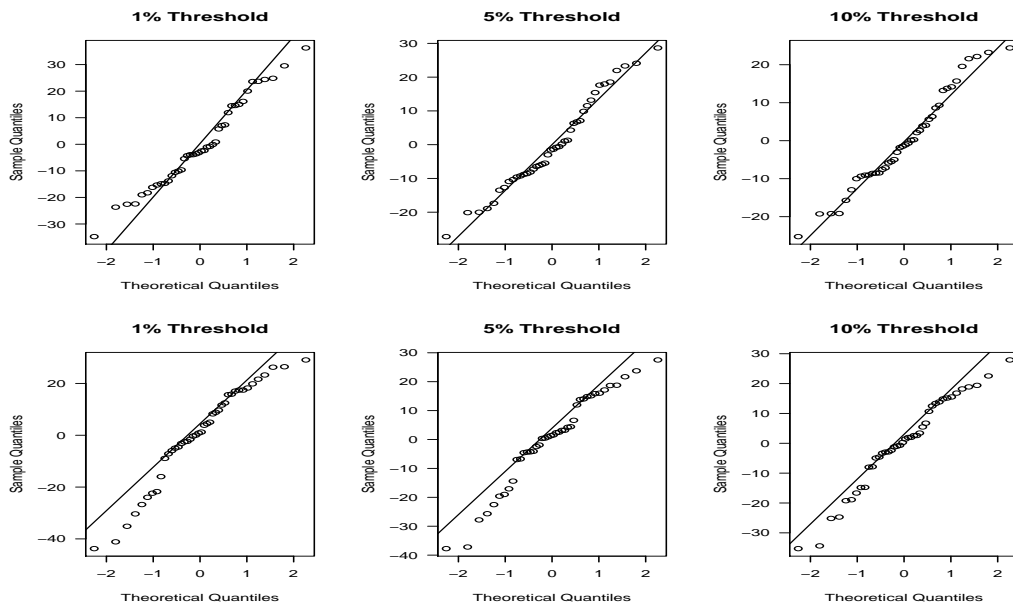 1% Threshold
Sample Quantiles
30
20
10
0
−10
−20
−30
−2 −1 0 1 2
Theoretical Quantiles
5% Threshold
Sample Quantiles
30
20
10
0
−10
−20
−2 −1 0 1 2
Theoretical Quantiles
10% Threshold
Sample Quantiles
20
10
0
−10
−20
−2 −1 0 1 2
Theoretical Quantiles
1% Threshold
Sample Quantiles
20
0
−20
−40
−2 −1 0 1 2
Theoretical Quantiles
5% Threshold
Sample Quantiles
30
20
10
0
−10
−20
−30
−40
−2 −1 0 1 2
Theoretical Quantiles
10% Threshold
Sample Quantiles
30
20
10
0
−10
−20
−30
−2 −1 0 1 2
Theoretical Quantiles